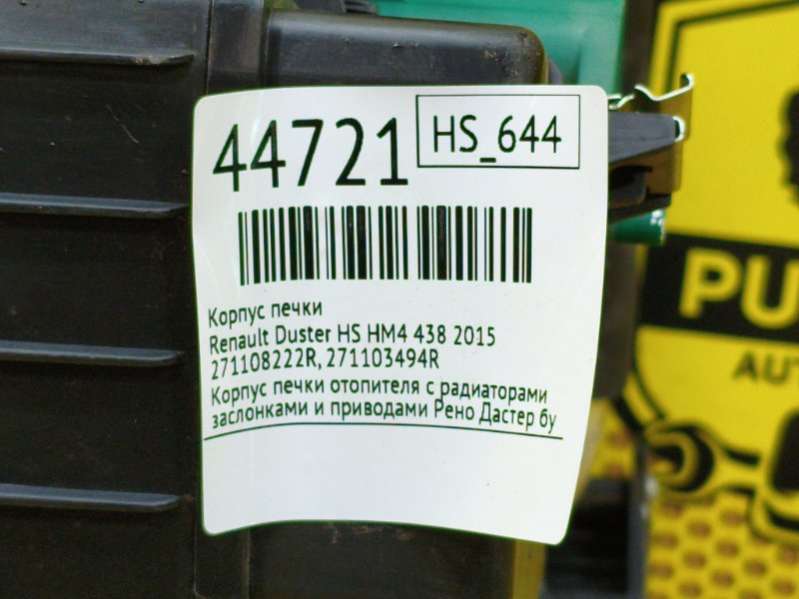 44721
HS_644
Корпус печки
Renault Duster HS HM4 438 2015
271108222R, 271103494R
Корпус печки отопителя с радиаторами
заслонками и приводами Рено Дастер бу
PU
AUT